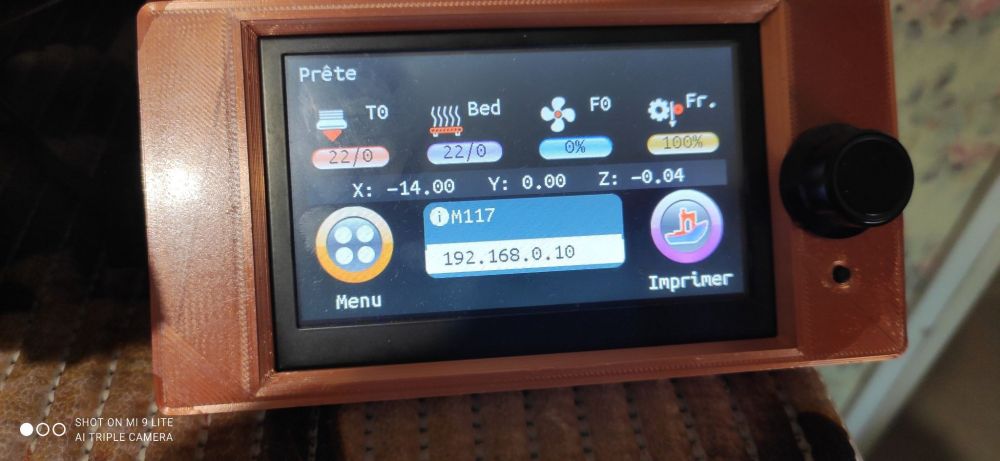 Prête
T0 Bed F0 Fr.
22/0 22/0 0% 100%
X: -14.00 Y: 0.00 Z: -0.04
M117
192.168.0.10
Menu Imprimer
SHOT ON MI 9 LITE
AI TRIPLE CAMERA